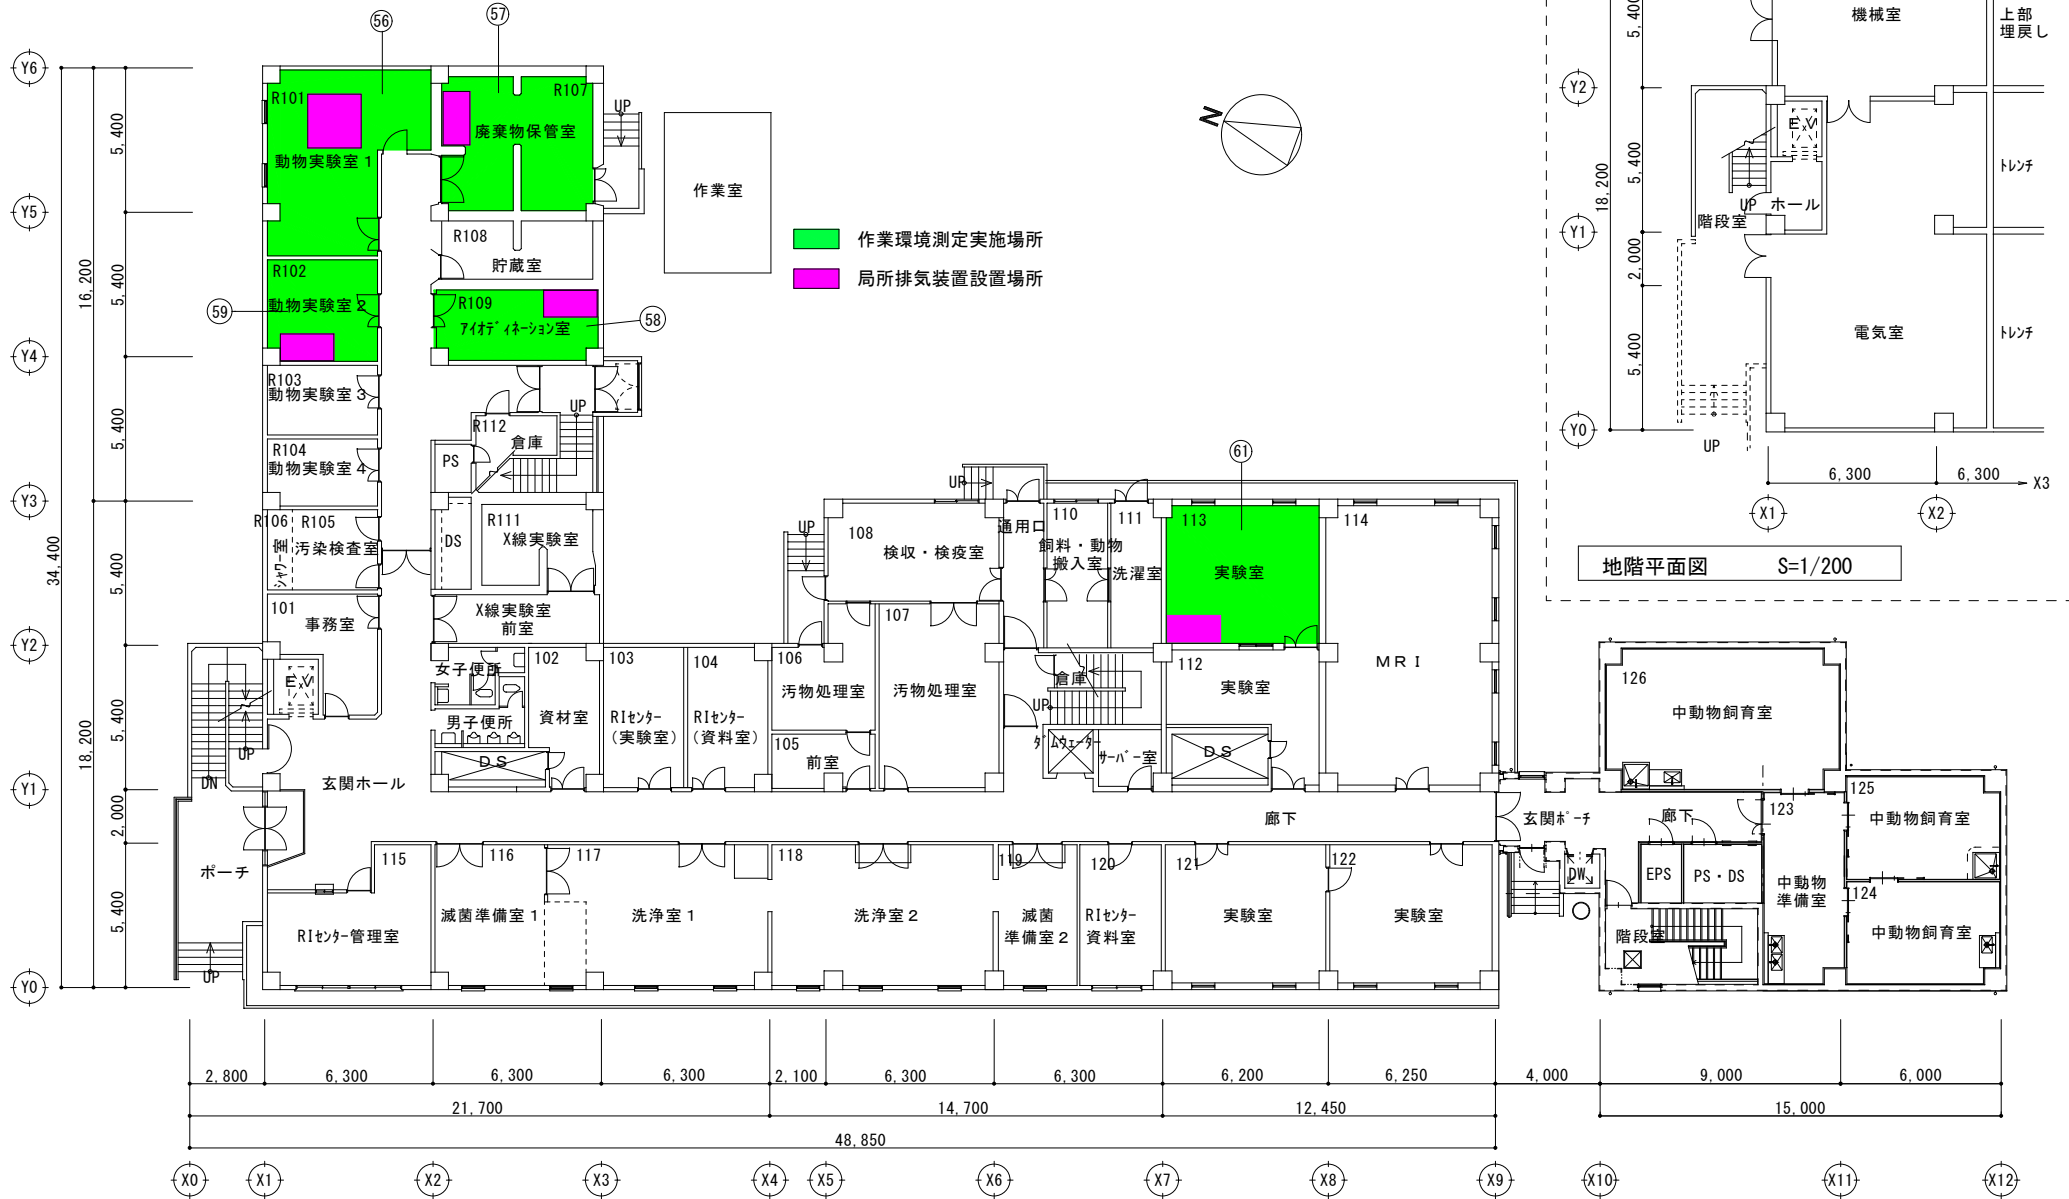 56
57
Y6
Y5
Y4
Y3
Y2
Y1
Y0
5,400
5,400
5,400
5,400
5,400
2,000
5,400
16,200
18,200
34,400
R101
動物実験室1
R107
廃棄物保管室
UP
作業室
N
作業環境測定実施場所
局所排気装置設置場所
R108
貯蔵室
R102
動物実験室2
59
R109
アイオディネーション室
58
R103
動物実験室3
R104
動物実験室4
R112
倉庫
UP
PS
R106
シャワー室
R105
汚染検査室
DS
R111
X線実験室
X線実験室
前室
101
事務室
EV
女子便所
男子便所
DS
102
資材室
103
RIセンター
(実験室)
104
RIセンター
(資料室)
106
汚物処理室
105
前室
107
汚物処理室
UP
108
検収・検疫室
UP
通用口
110
飼料・動物
搬入室
111
洗濯室
61
113
実験室
114
MRI
112
実験室
倉庫
UP
ダムウェーター
サーバー室
DS
UP
DN
玄関ホール
ポーチ
UP
廊下
115
RIセンター管理室
116
滅菌準備室1
117
洗浄室1
118
洗浄室2
119
滅菌
準備室2
120
RIセンター
資料室
121
実験室
122
実験室
玄関ポーチ
DW
廊下
EPS
PS・DS
階段室
123
中動物
準備室
124
中動物飼育室
125
中動物飼育室
126
中動物飼育室
2,800
6,300
6,300
6,300
2,100
6,300
6,300
6,200
6,250
4,000
9,000
6,000
21,700
14,700
12,450
15,000
48,850
X0
X1
X2
X3
X4
X5
X6
X7
X8
X9
X10
X11
X12
5,400
機械室
上部
埋戻し
Y2
5,400
18,200
EV
UP
ホール
階段室
トレンチ
Y1
2,000
5,400
電気室
トレンチ
Y0
UP
6,300
6,300
X3
X1
X2
地階平面図 S=1/200